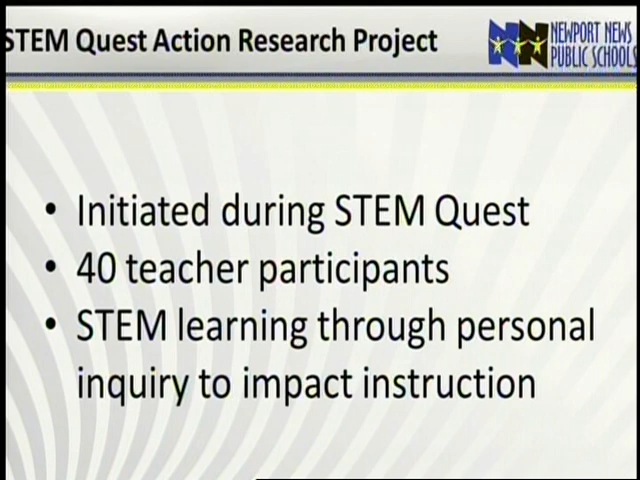 STEM Quest Action Research Project
NEWPORT NEWS
PUBLIC SCHOOLS
• Initiated during STEM Quest
• 40 teacher participants
• STEM learning through personal
inquiry to impact instruction